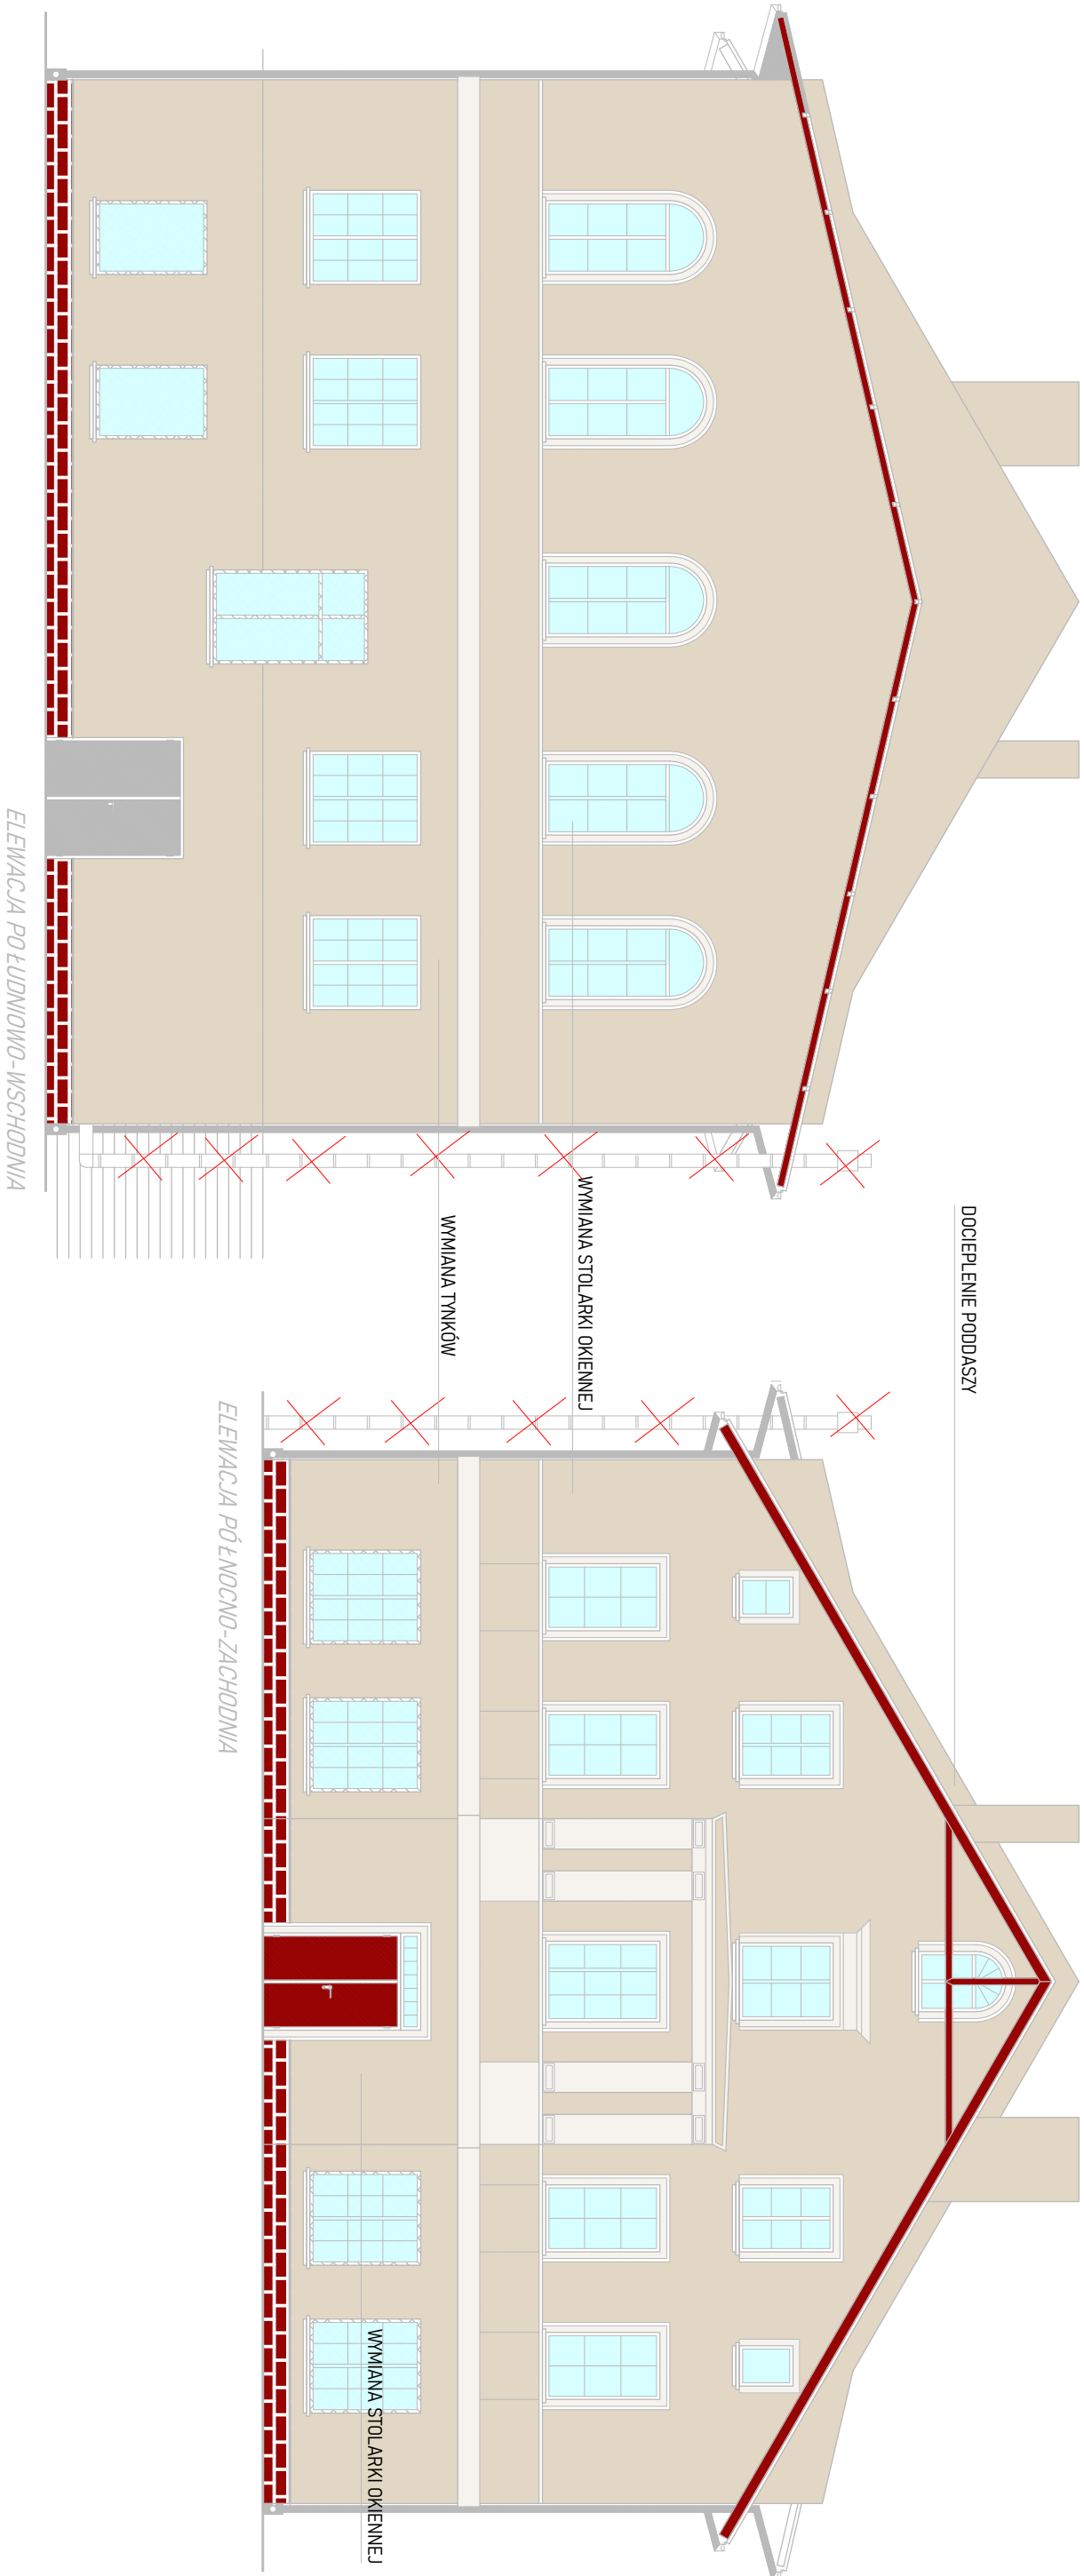 DOCIEPLENIE PODDASZY
WYMIANA STOLARKI OKIENNEJ
WYMIANA TYNKÓW
WYMIANA STOLARKI OKIENNEJ
ELEWACJA PÓŁNOCNO-ZACHODNIA
ELEWACJA POŁUDNIOWO-WSCHODNIA